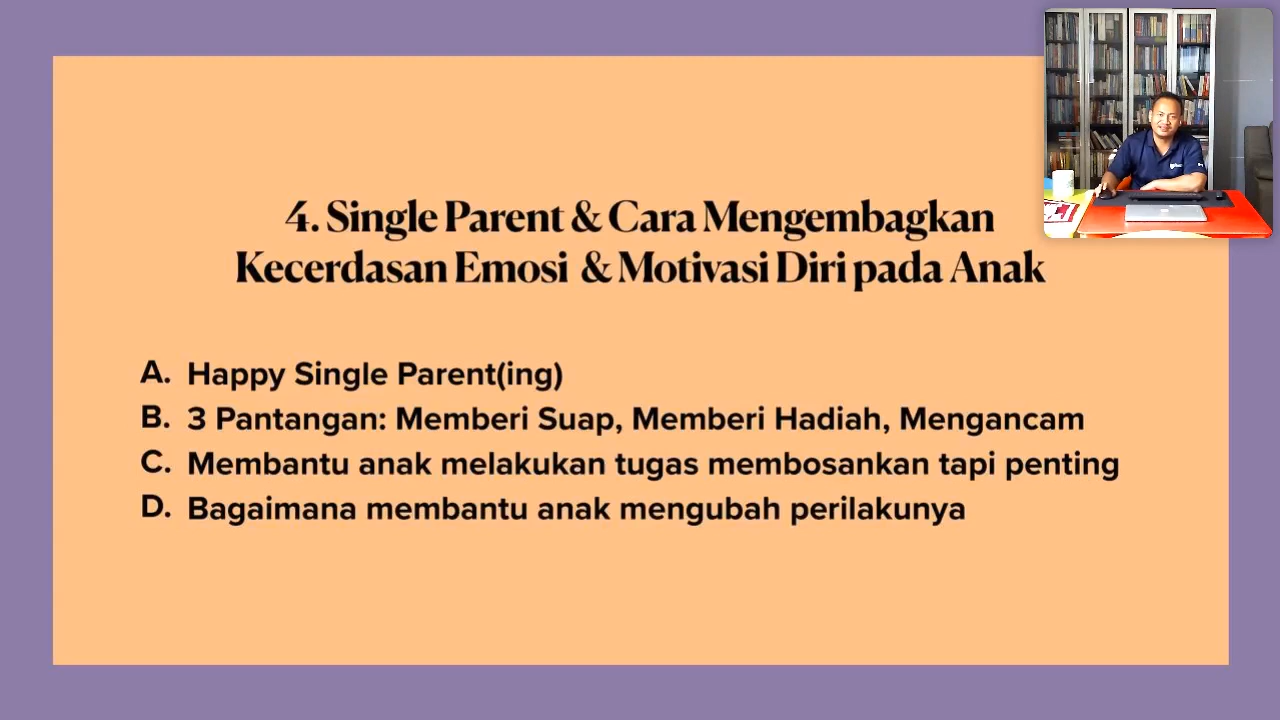 4. Single Parent & Cara Mengembagkan
Kecerdasan Emosi & Motivasi Diri pada Anak
A. Happy Single Parent(ing)
B. 3 Pantangan: Memberi Suap, Memberi Hadiah, Mengancam
C. Membantu anak melakukan tugas membosankan tapi penting
D. Bagaimana membantu anak mengubah perilakunya